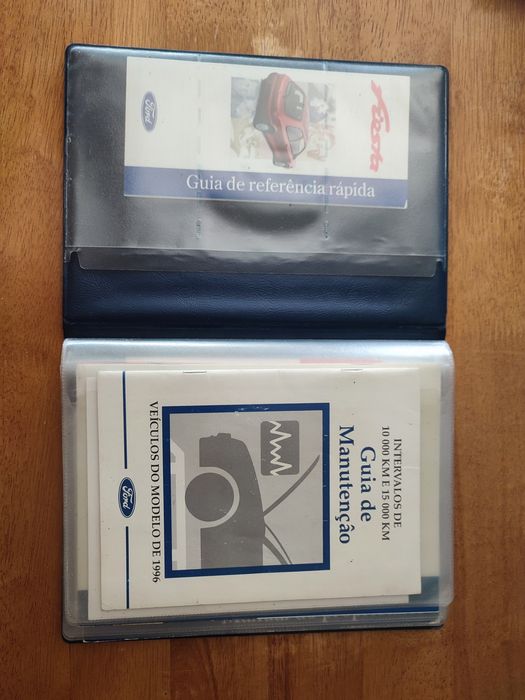 Fiesta
Ford
Guia de referência rápida
INTERVALOS DE
10 000 KM E 15 000 KM
Guia de
Manutenção
VEÍCULOS DO MODELO DE 1996
Ford